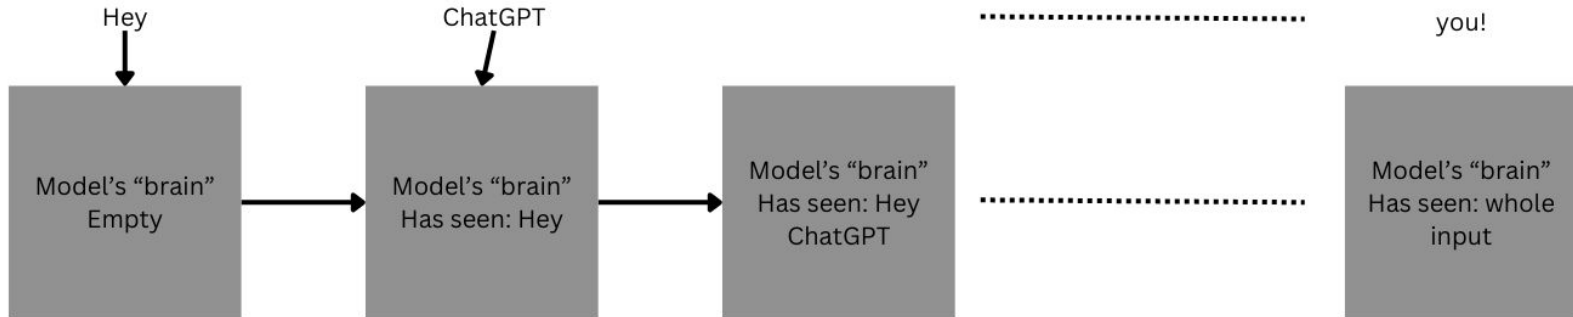 Hey
ChatGPT
you!
Model’s “brain”
Empty
Model’s “brain”
Has seen: Hey
Model’s “brain”
Has seen: Hey
ChatGPT
Model’s “brain”
Has seen: whole
input